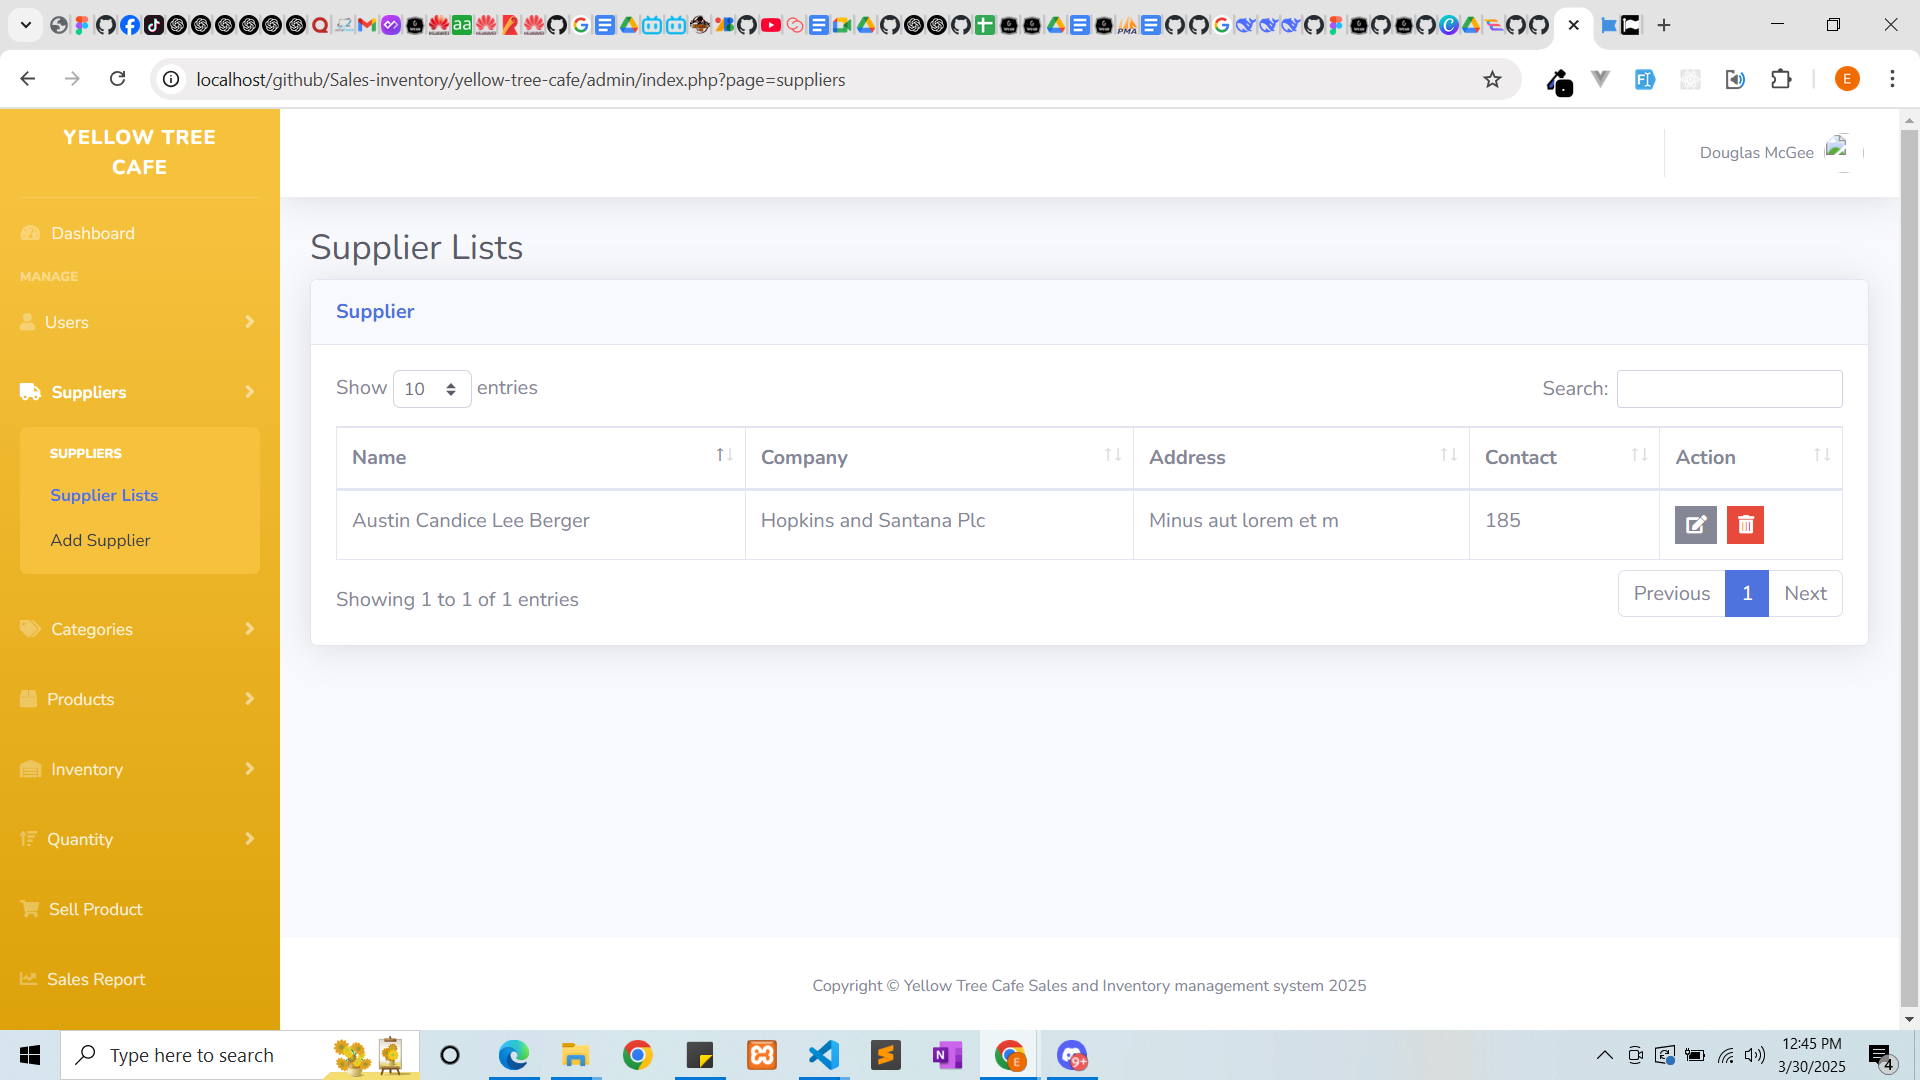 localhost/github/Sales-inventory/yellow-tree-cafe/admin/index.php?page=suppliers
E
YELLOW TREE
CAFE
Douglas McGee
Dashboard
MANAGE
Users
Suppliers
SUPPLIERS
Supplier Lists
Add Supplier
Categories
Products
Inventory
Quantity
Sell Product
Sales Report
Supplier Lists
Supplier
Show 10 entries
Search:
Name Company Address Contact Action
Austin Candice Lee Berger Hopkins and Santana Plc Minus aut lorem et m 185
Showing 1 to 1 of 1 entries
Previous 1 Next
Copyright © Yellow Tree Cafe Sales and Inventory management system 2025
Type here to search
E
9+
12:45 PM
3/30/2025
4